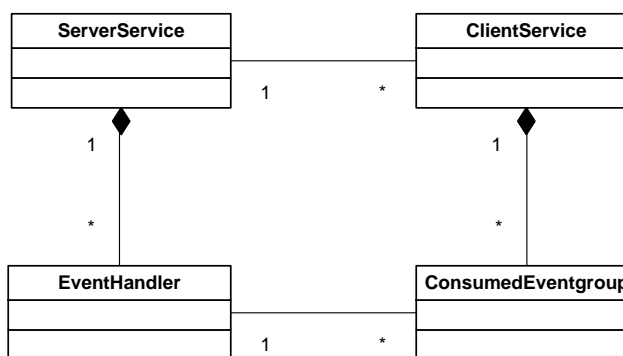 ServerService
ClientService
1
*
1
1
*
*
EventHandler
ConsumedEventgroup
1
*